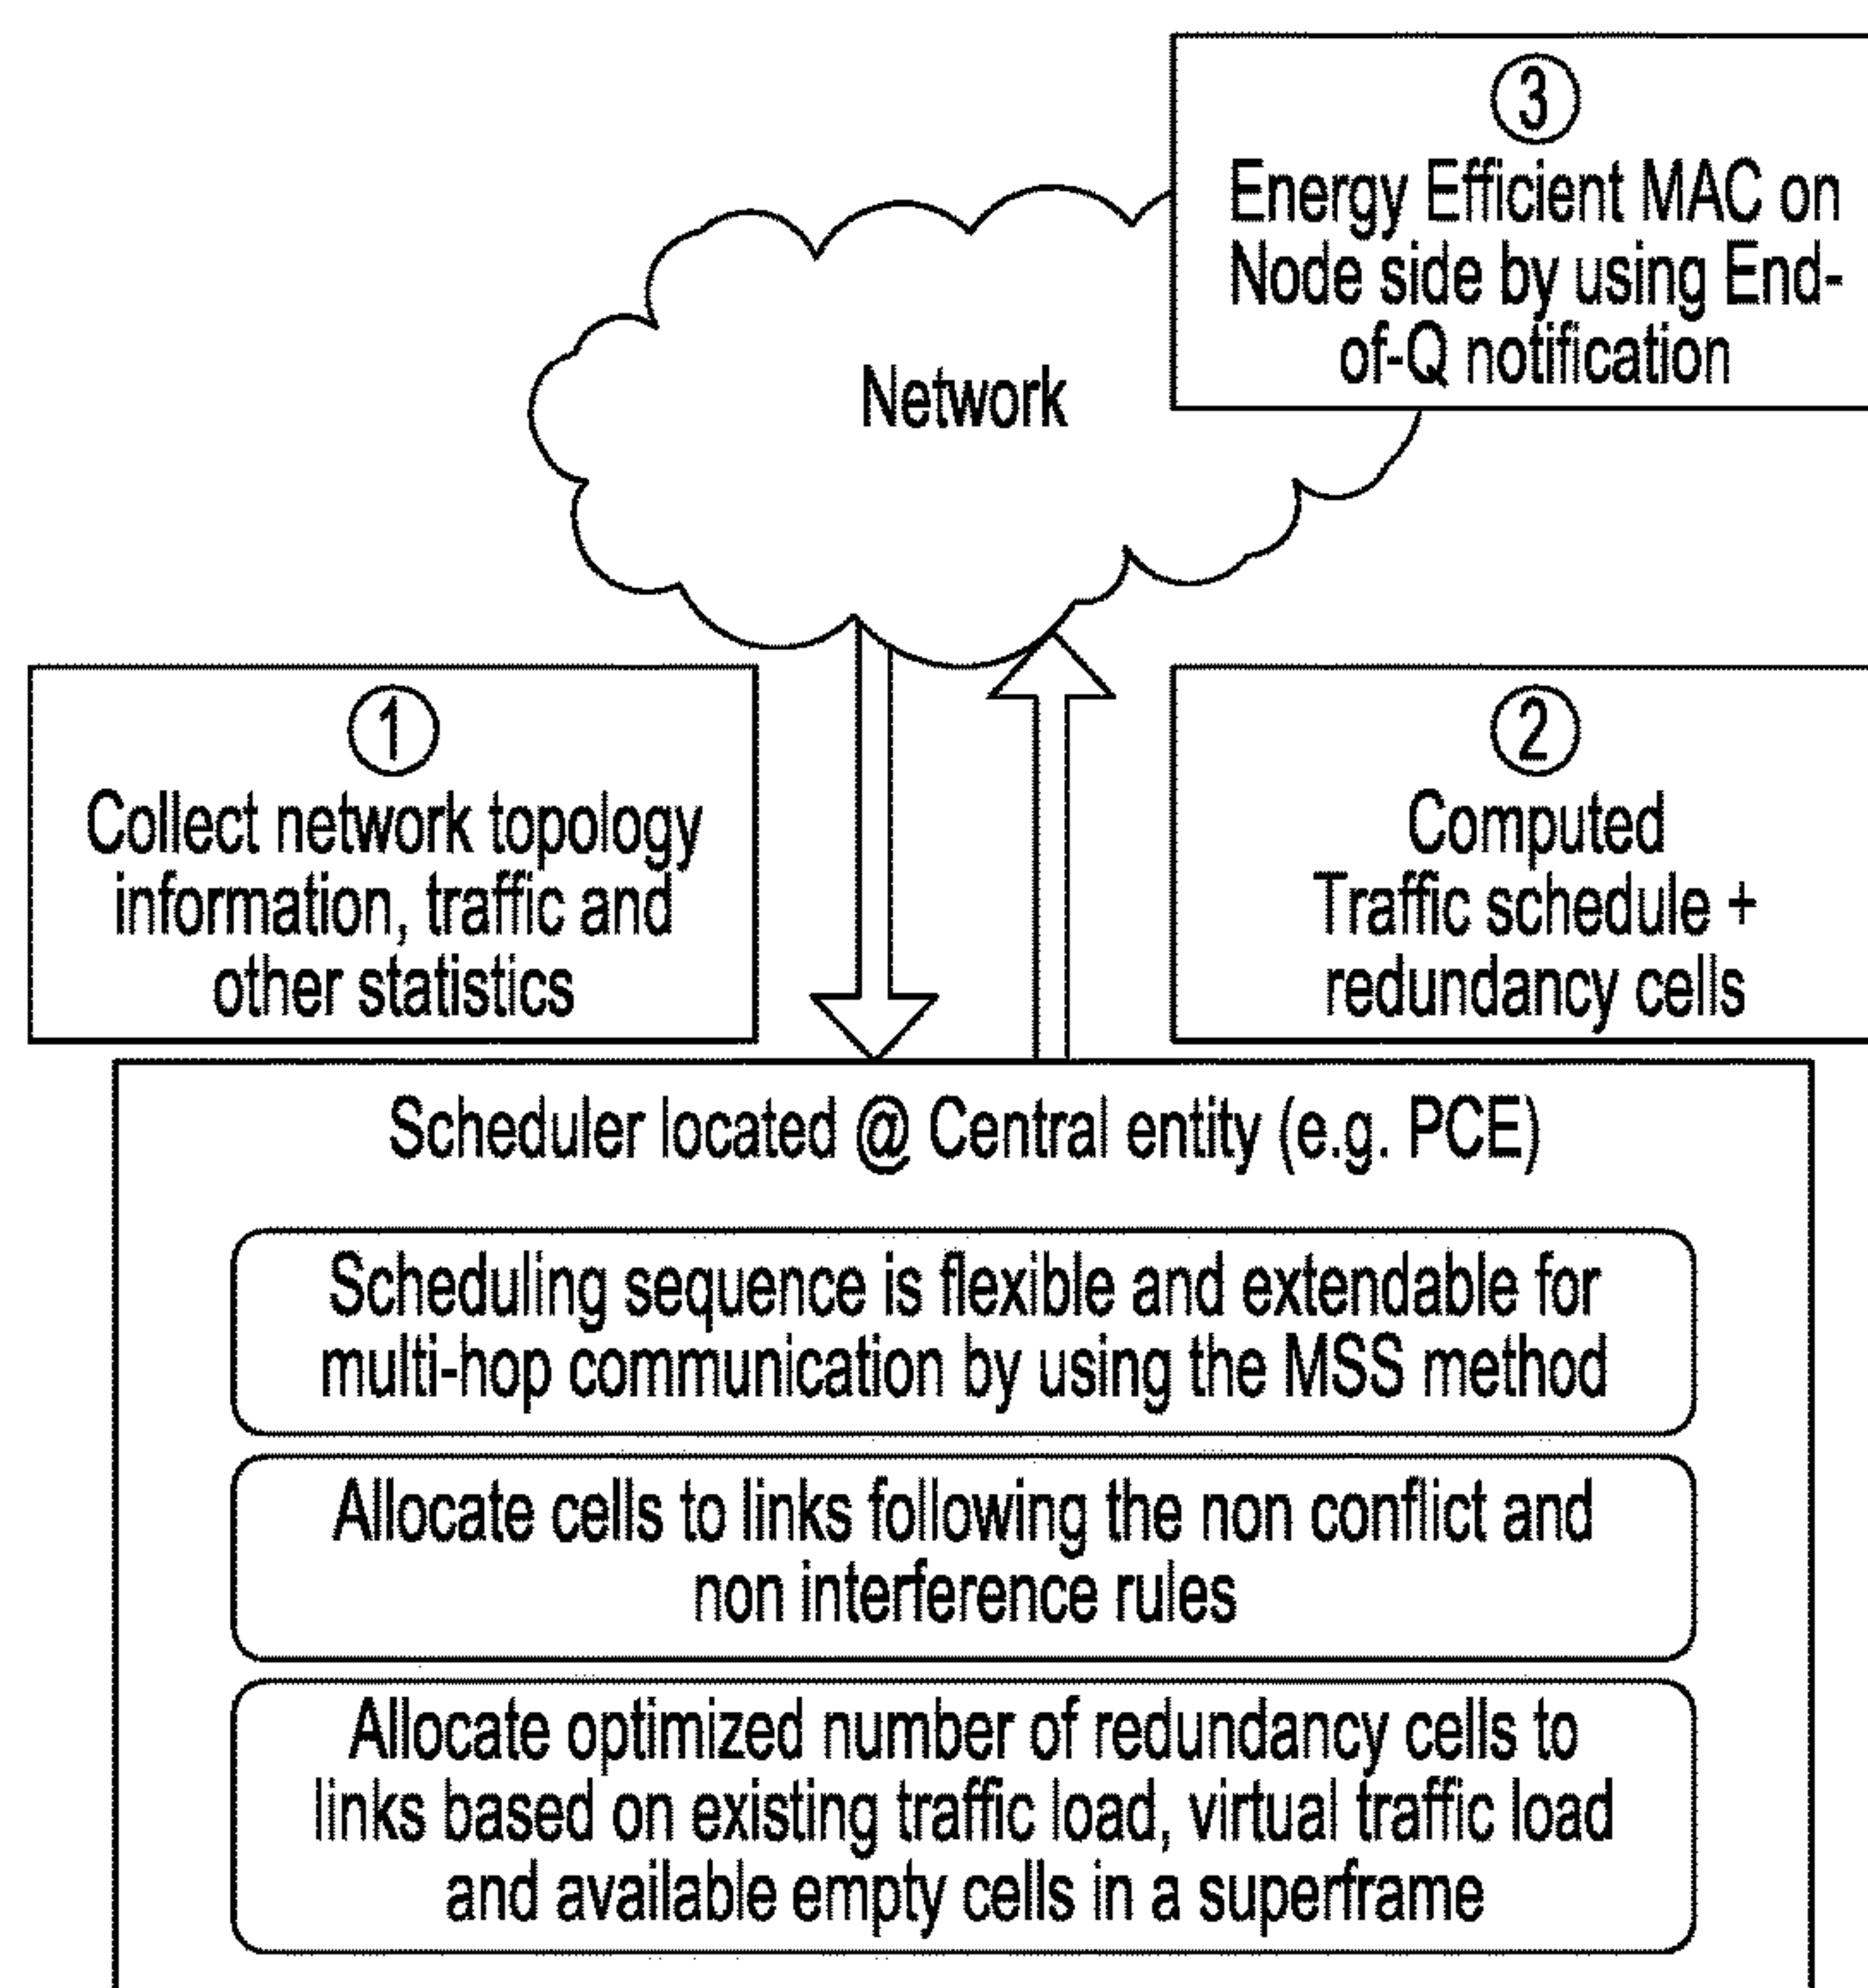 ③
Energy Efficient MAC on
Node side by using End-
of-Q notification
Network
①
Collect network topology
information, traffic and
other statistics
②
Computed
Traffic schedule +
redundancy cells
Scheduler located @ Central entity (e.g. PCE)
Scheduling sequence is flexible and extendable for
multi-hop communication by using the MSS method
Allocate cells to links following the non conflict and
non interference rules
Allocate optimized number of redundancy cells to
links based on existing traffic load, virtual traffic load
and available empty cells in a superframe